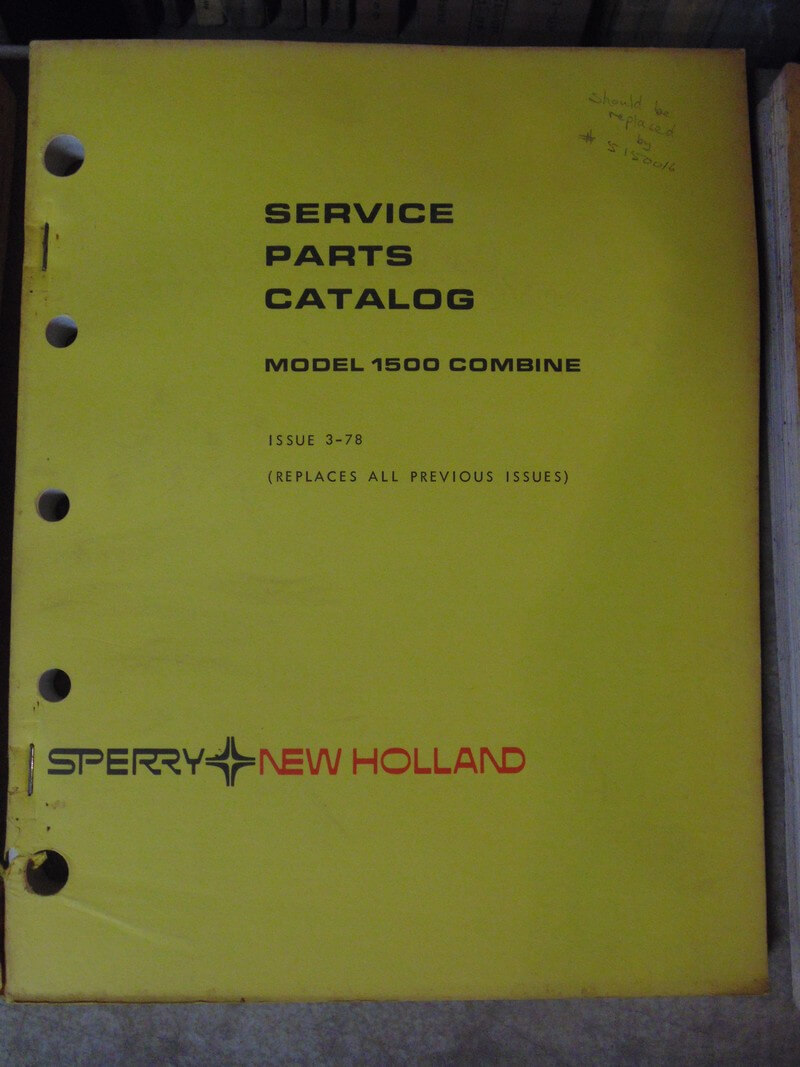 should be
replaced
by
# 5150016
SERVICE
PARTS
CATALOG
MODEL 1500 COMBINE
ISSUE 3-78
(REPLACES ALL PREVIOUS ISSUES)
SPERRY NEW HOLLAND